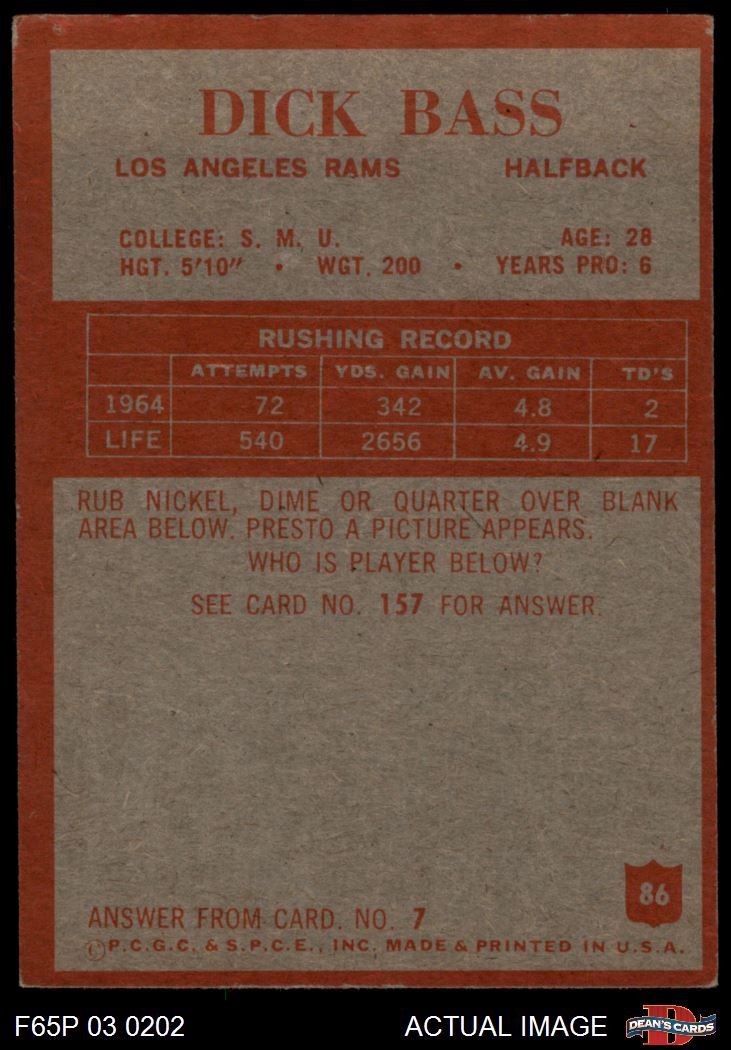 DICK BASS
LOS ANGELES RAMS HALFBACK
COLLEGE: S. M. U. AGE: 28
HGT. 5'10" • WGT. 200 • YEARS PRO: 6
RUSHING RECORD
ATTEMPTS YDS. GAIN AV. GAIN TD'S
1964 72 342 4.8 2
LIFE 540 2656 4.9 17
RUB NICKEL, DIME OR QUARTER OVER BLANK
AREA BELOW. PRESTO A PICTURE APPEARS.
WHO IS PLAYER BELOW?
SEE CARD NO. 157 FOR ANSWER.
86
ANSWER FROM CARD. NO. 7
©P.C.G.C. & S.P.C.E., INC. MADE & PRINTED IN U.S.A.
F65P 03 0202 ACTUAL IMAGE D DEAN'S CARDS